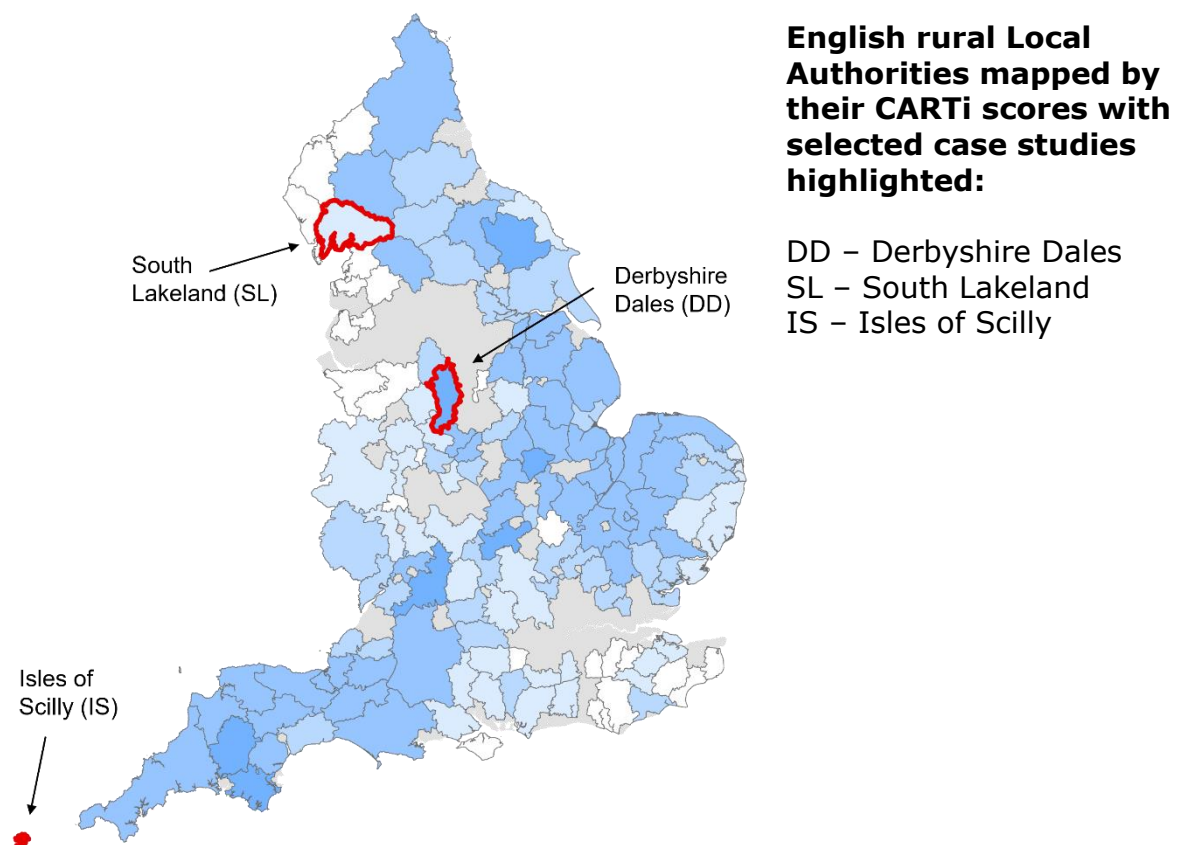 English rural Local
Authorities mapped by
their CARTi scores with
selected case studies
highlighted:
DD – Derbyshire Dales
SL – South Lakeland
IS – Isles of Scilly
South
Lakeland (SL)
Derbyshire
Dales (DD)
Isles of
Scilly (IS)